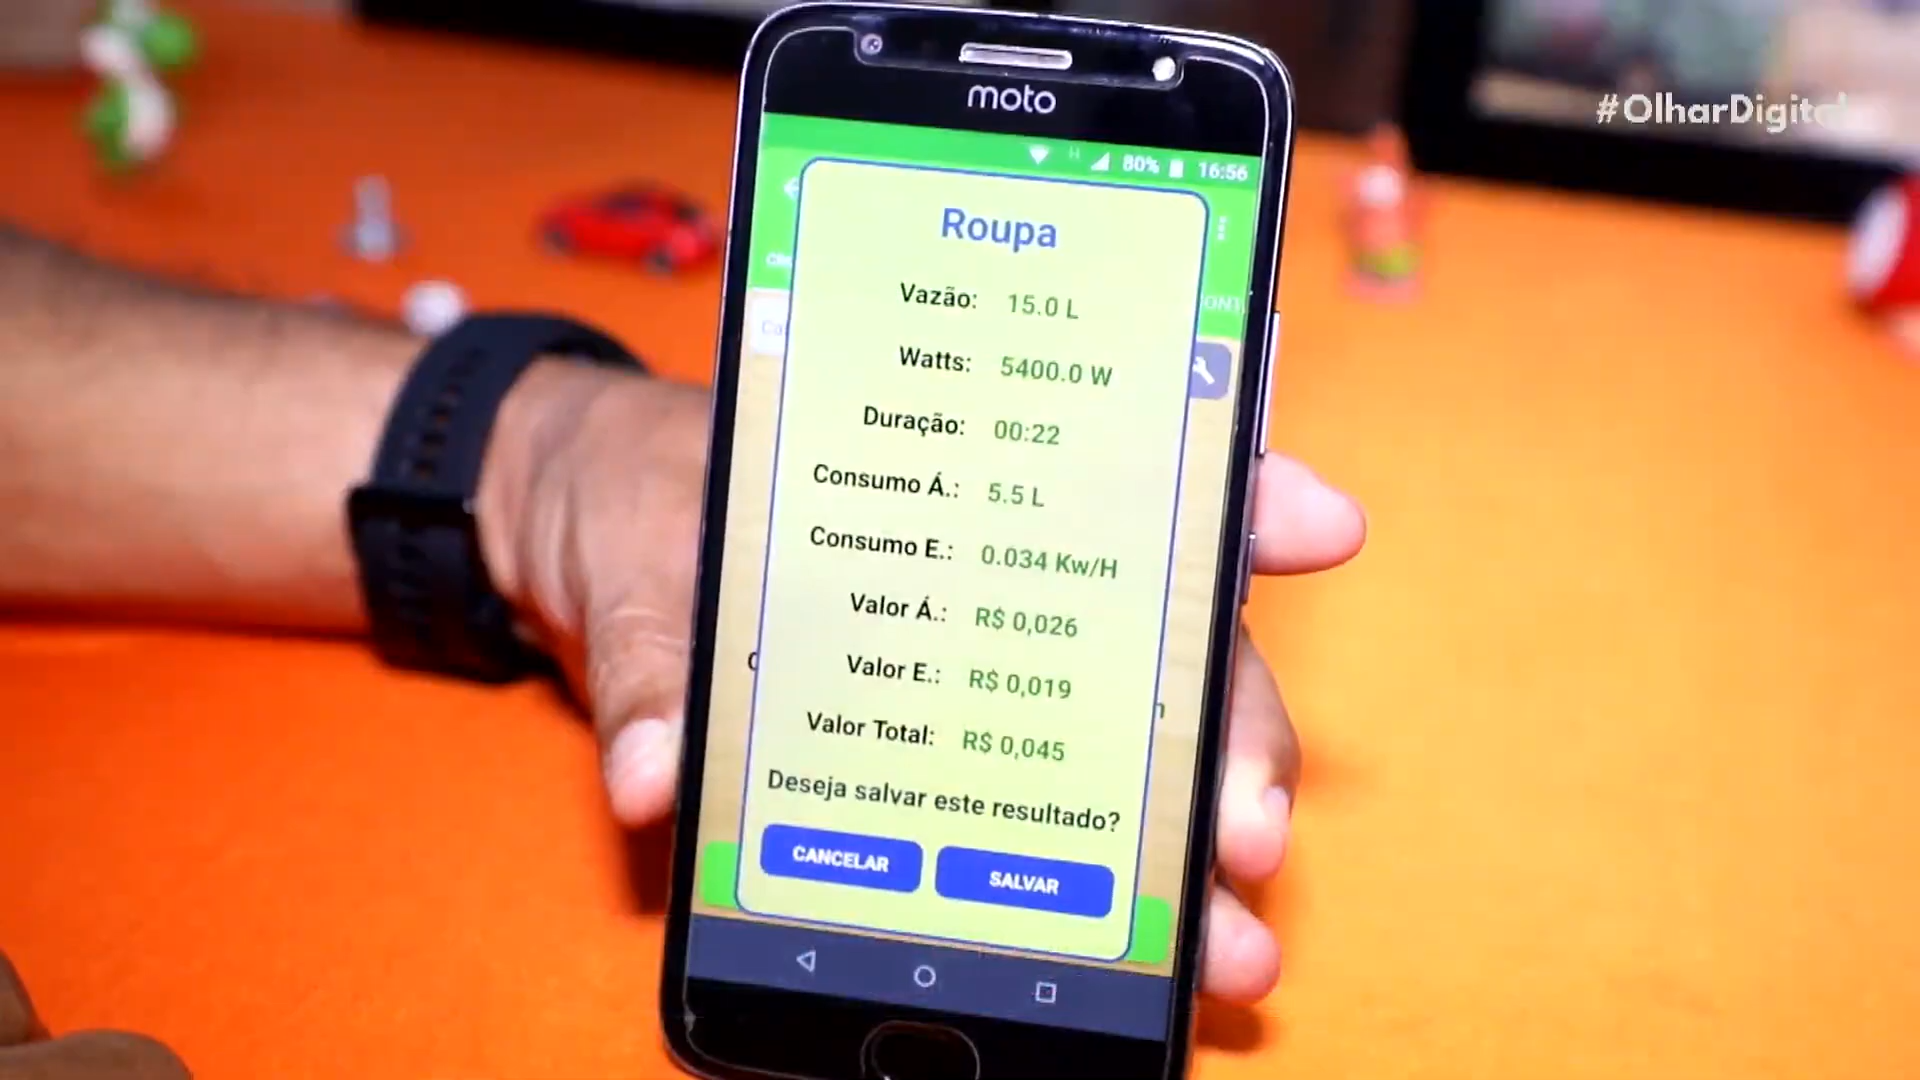 #OlharDigital
moto
80% 16:56
Roupa
Vazão: 15.0 L
Watts: 5400.0 W
Duração: 00:22
Consumo Á.: 5.5 L
Consumo E.: 0.034 Kw/H
Valor Á.: R$ 0,026
Valor E.: R$ 0,019
Valor Total: R$ 0,045
Deseja salvar este resultado?
CANCELAR SALVAR